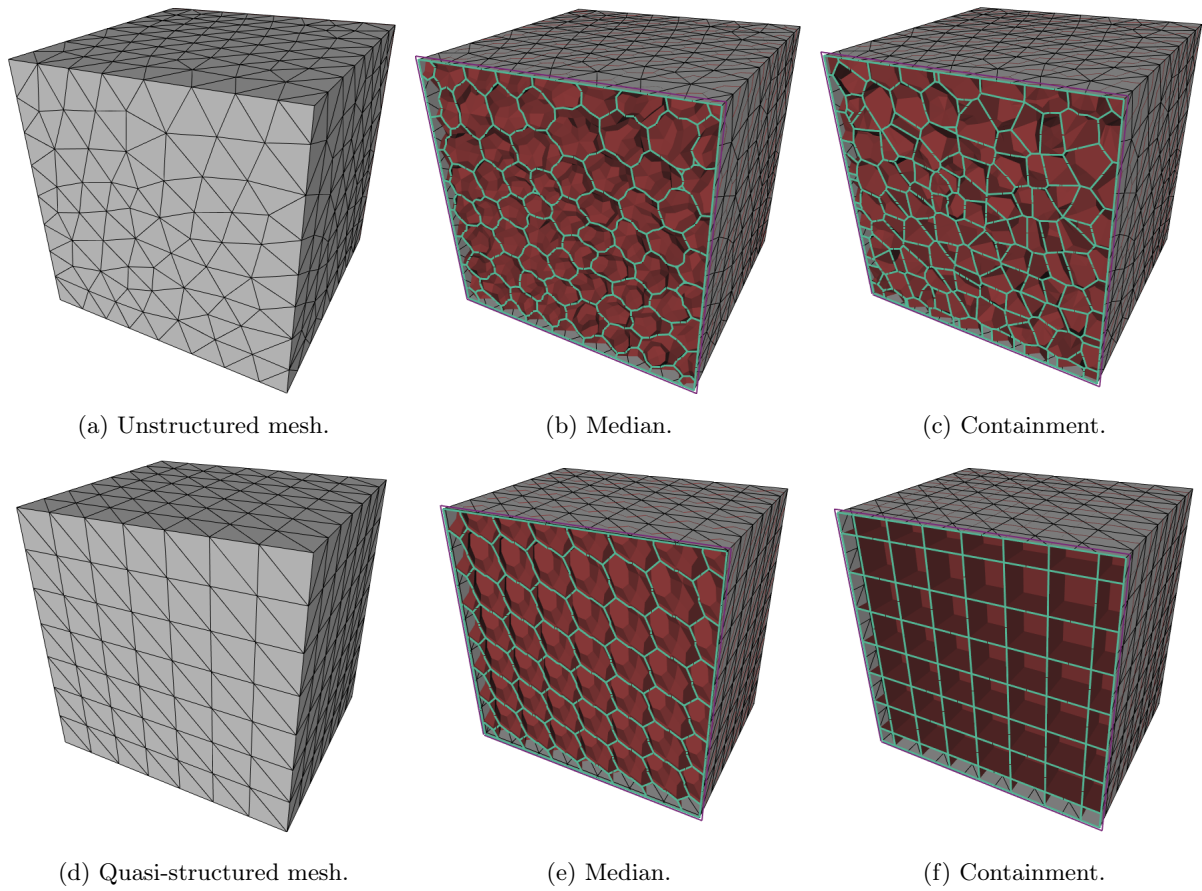 (a) Unstructured mesh.
(b) Median.
(c) Containment.
(d) Quasi-structured mesh.
(e) Median.
(f) Containment.